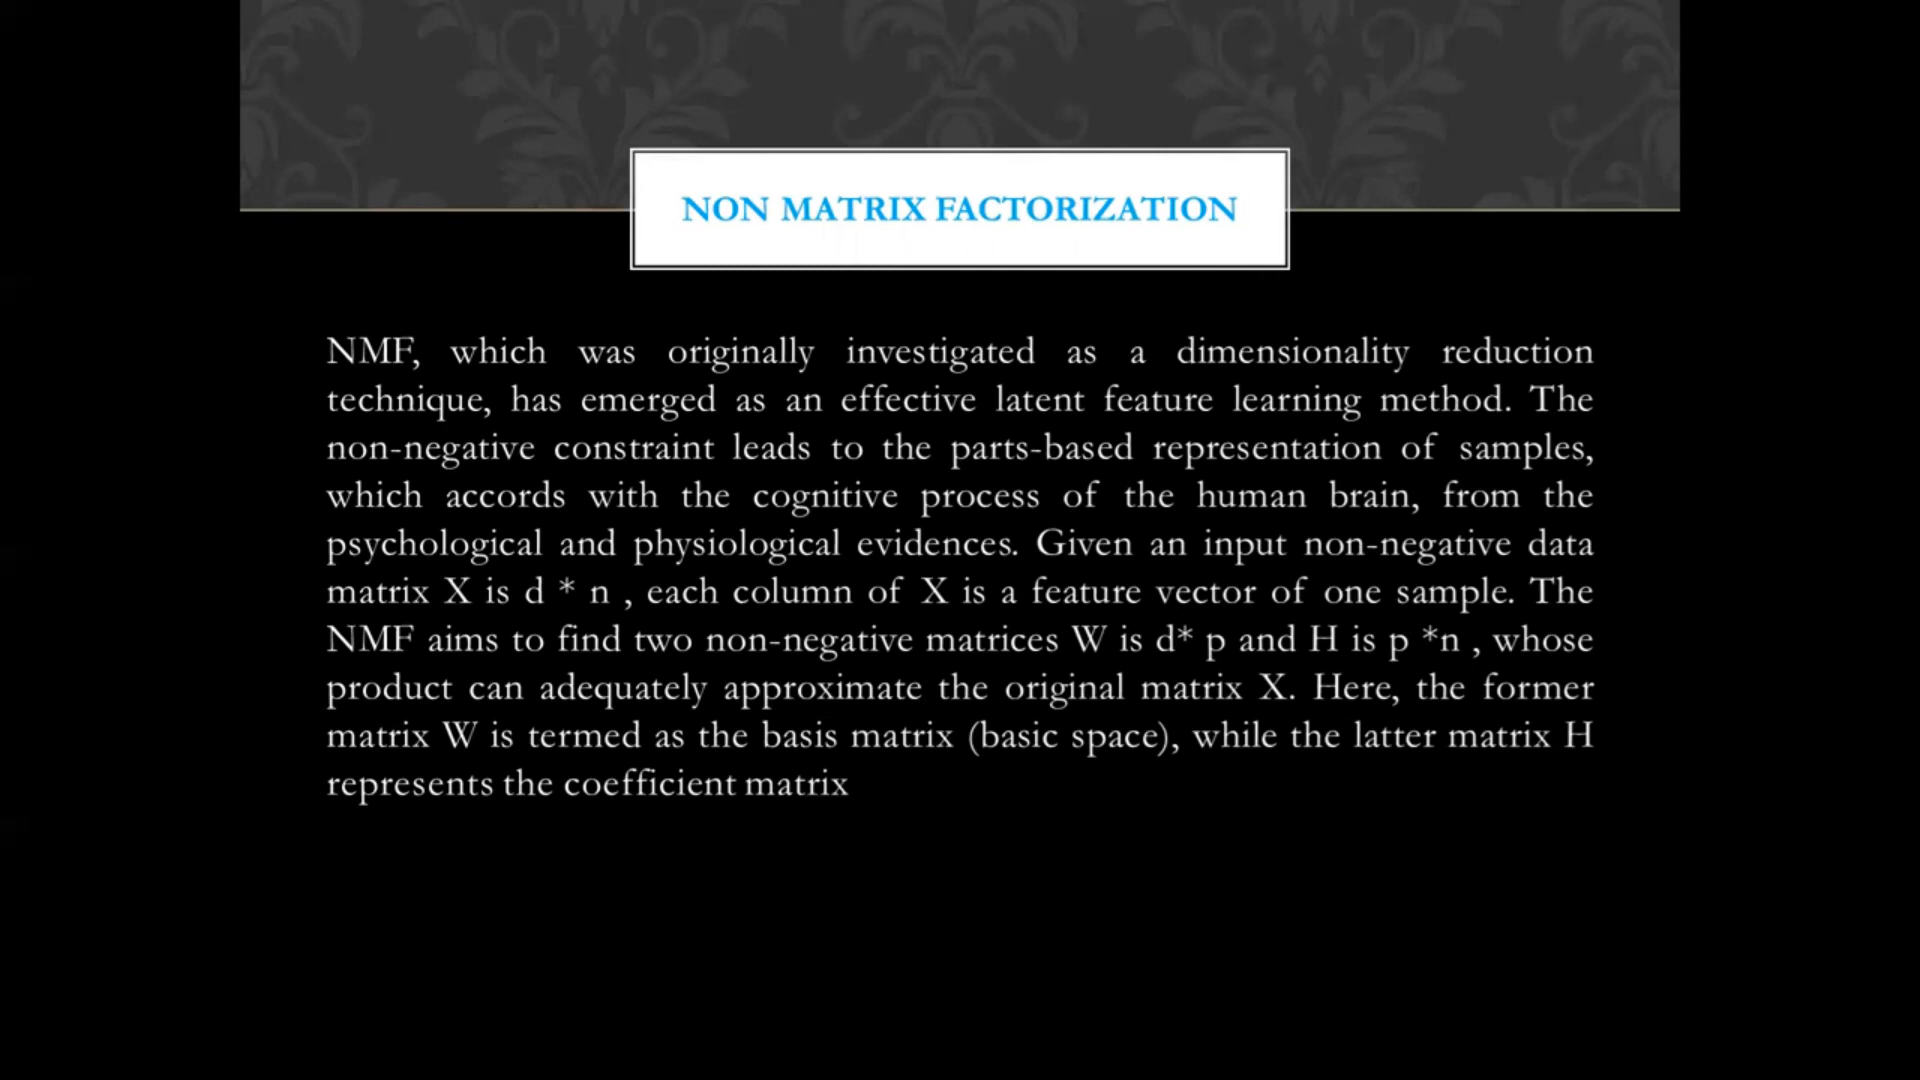 NON MATRIX FACTORIZATION
NMF, which was originally investigated as a dimensionality reduction
technique, has emerged as an effective latent feature learning method. The
non-negative constraint leads to the parts-based representation of samples,
which accords with the cognitive process of the human brain, from the
psychological and physiological evidences. Given an input non-negative data
matrix X is d * n , each column of X is a feature vector of one sample. The
NMF aims to find two non-negative matrices W is d* p and H is p *n , whose
product can adequately approximate the original matrix X. Here, the former
matrix W is termed as the basis matrix (basic space), while the latter matrix H
represents the coefficient matrix